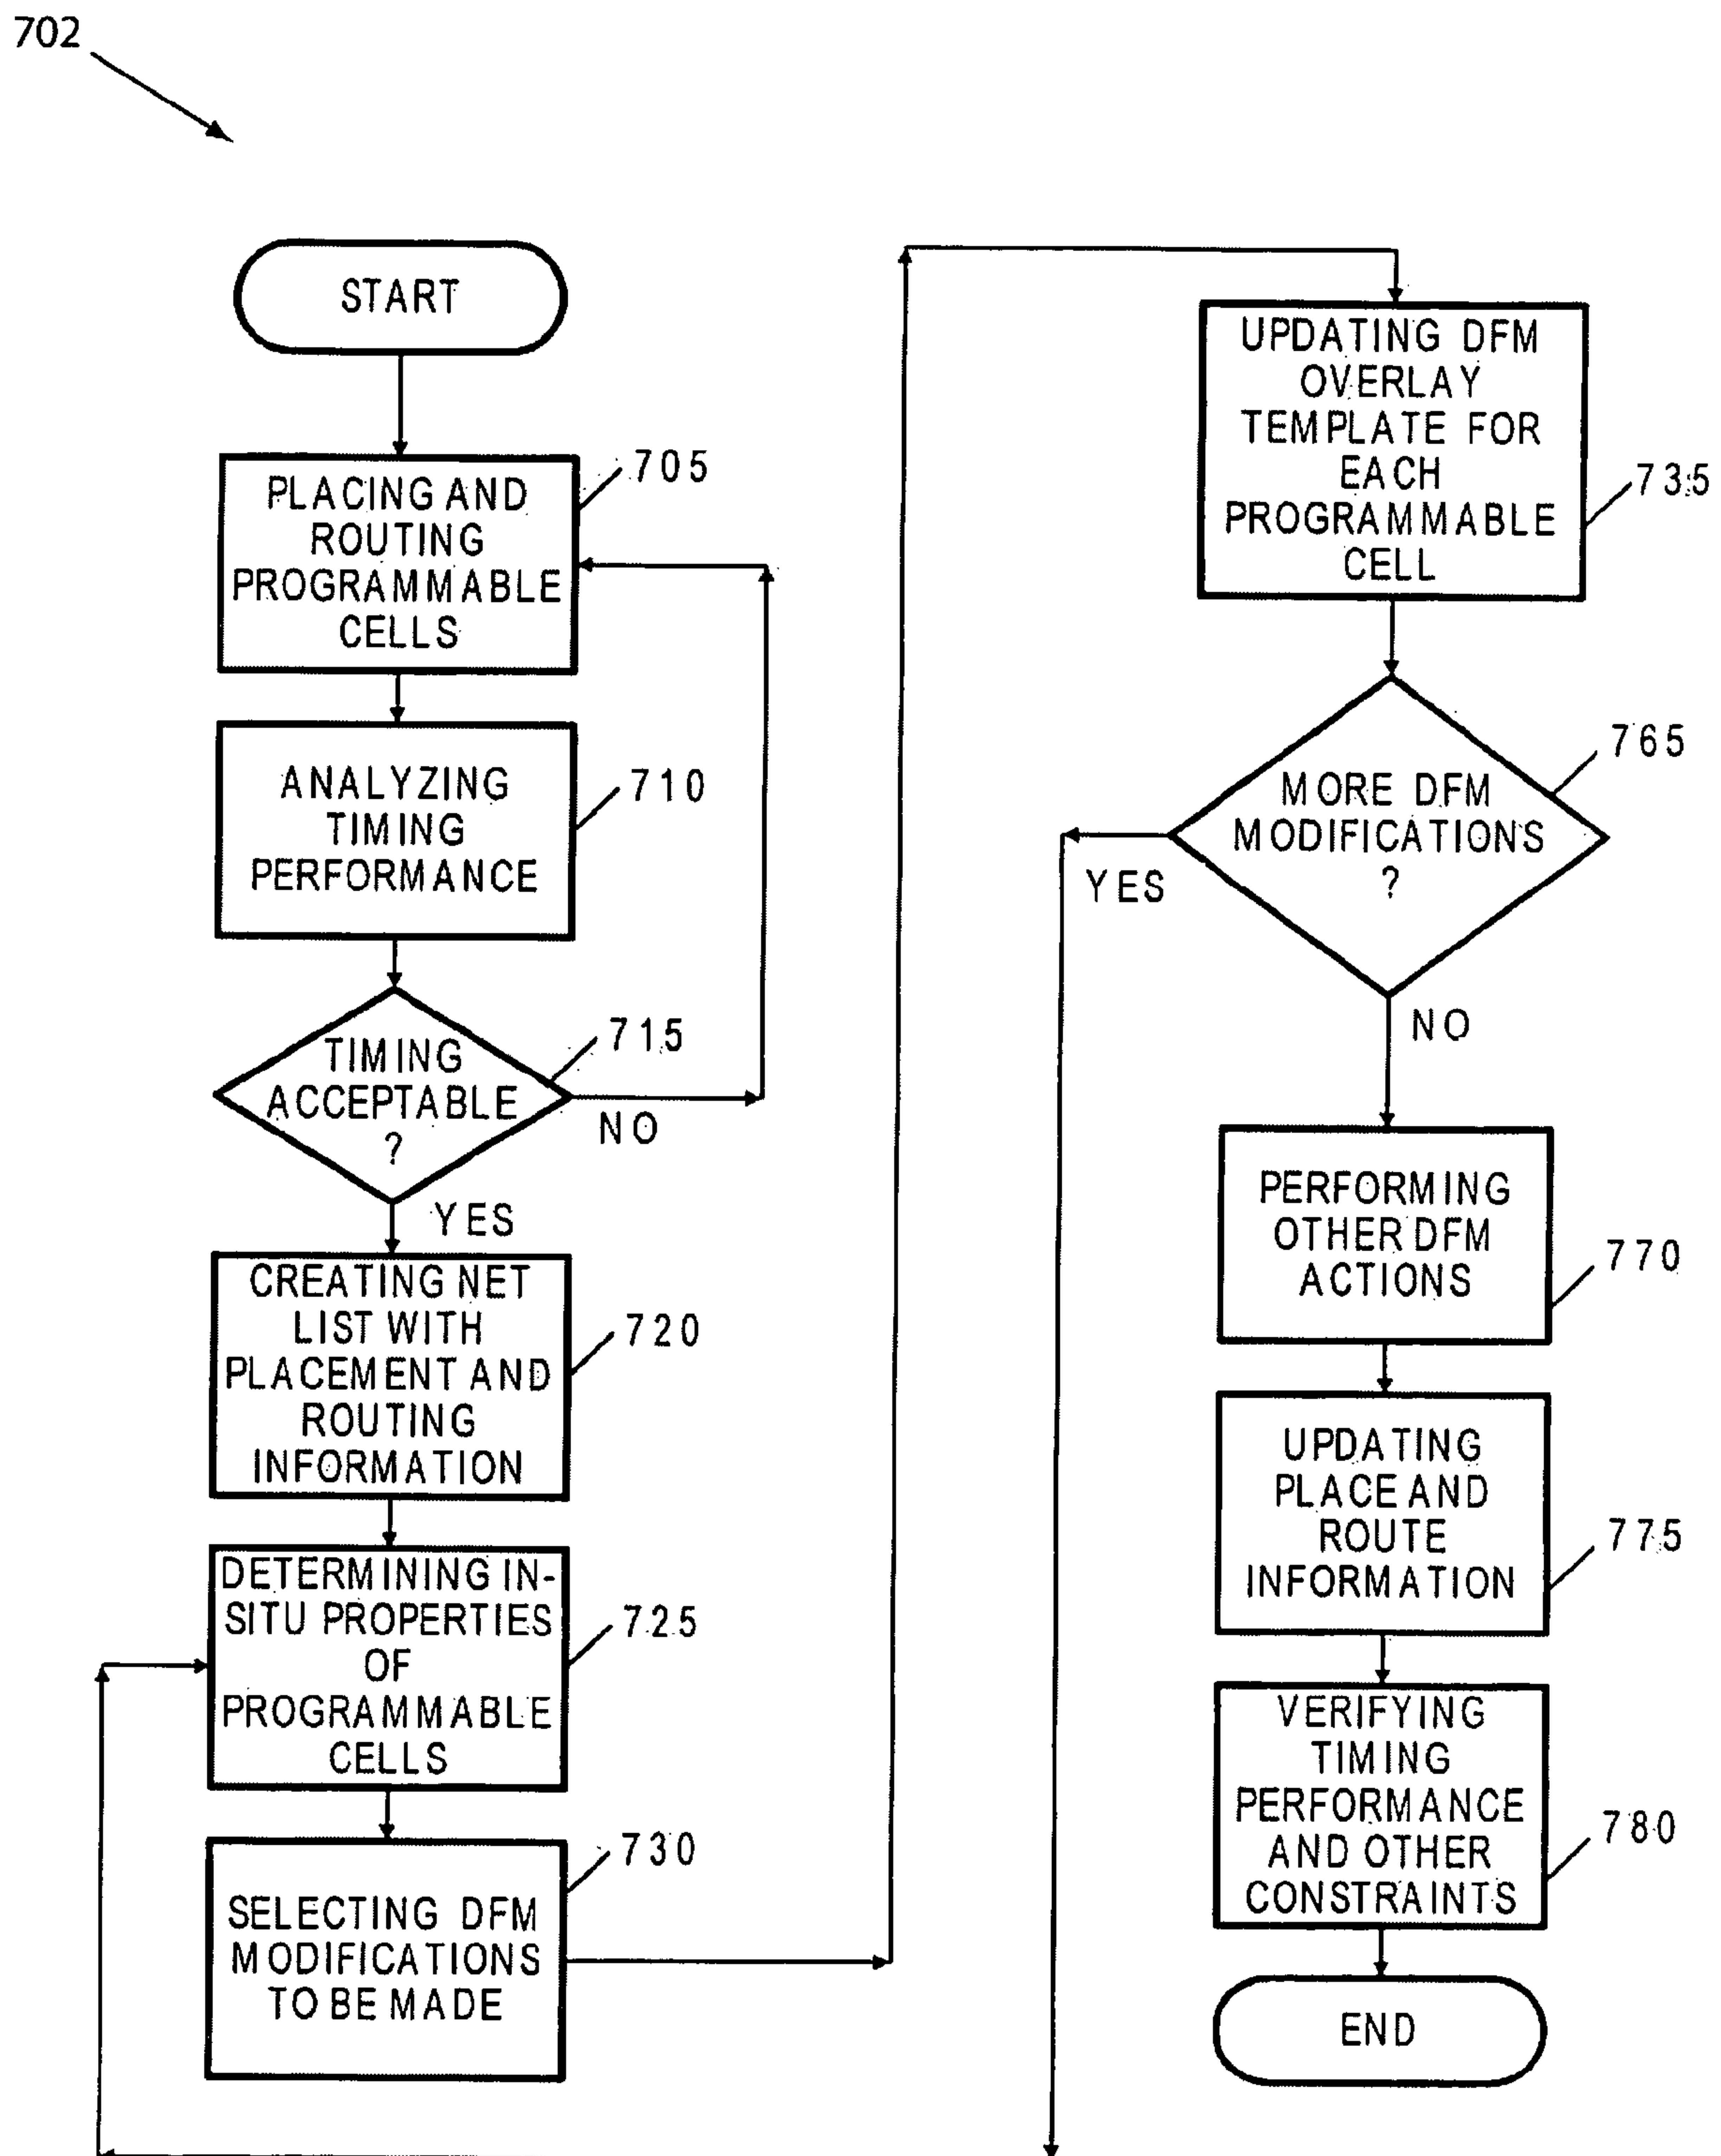 702
START
PLACING AND
ROUTING
PROGRAMMABLE
CELLS
705
ANALYZING
TIMING
PERFORMANCE
710
TIMING
ACCEPTABLE
?
715
NO
YES
CREATING NET
LIST WITH
PLACEMENT AND
ROUTING
INFORMATION
720
DETERMINING IN-
SITU PROPERTIES
OF
PROGRAMMABLE
CELLS
725
SELECTING DFM
MODIFICATIONS
TO BE MADE
730
UPDATING DFM
OVERLAY
TEMPLATE FOR
EACH
PROGRAMMABLE
CELL
735
MORE DFM
MODIFICATIONS
?
765
YES
NO
PERFORMING
OTHER DFM
ACTIONS
770
UPDATING
PLACE AND
ROUTE
INFORMATION
775
VERIFYING
TIMING
PERFORMANCE
AND OTHER
CONSTRAINTS
780
END